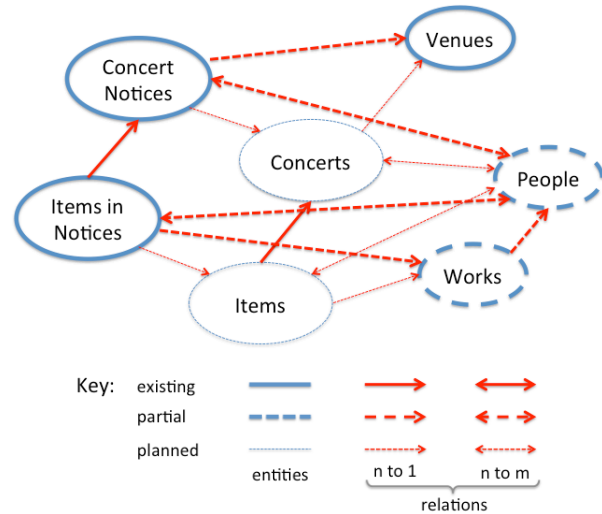 Venues
Concert
Notices
Concerts
People
Items in
Notices
Works
Items
Key:
existing
partial
planned
entities
n to 1
n to m
relations